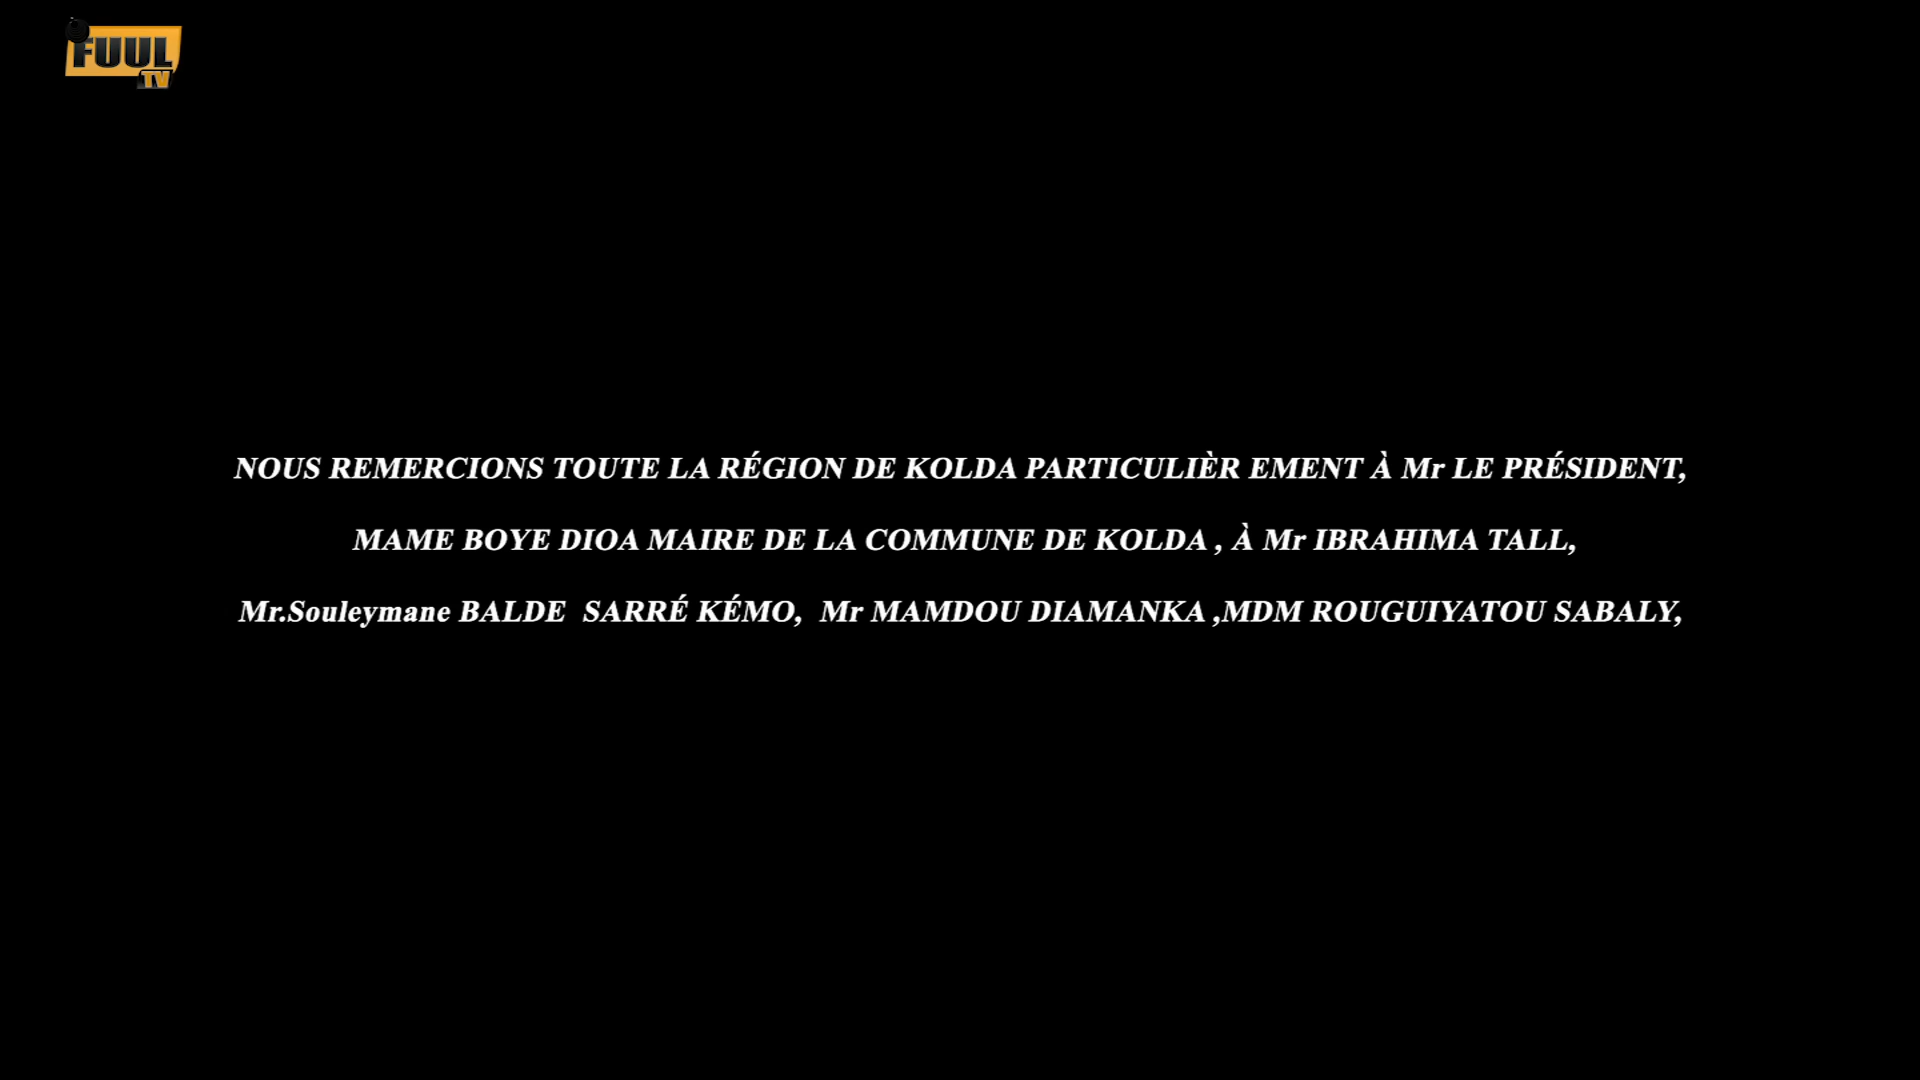 FUUL
TV
NOUS REMERCIONS TOUTE LA RÉGION DE KOLDA PARTICULIÈR EMENT À Mr LE PRÉSIDENT,
MAME BOYE DIOA MAIRE DE LA COMMUNE DE KOLDA , À Mr IBRAHIMA TALL,
Mr.Souleymane BALDE  SARRÉ KÉMO,  Mr MAMDOU DIAMANKA ,MDM ROUGUIYATOU SABALY,